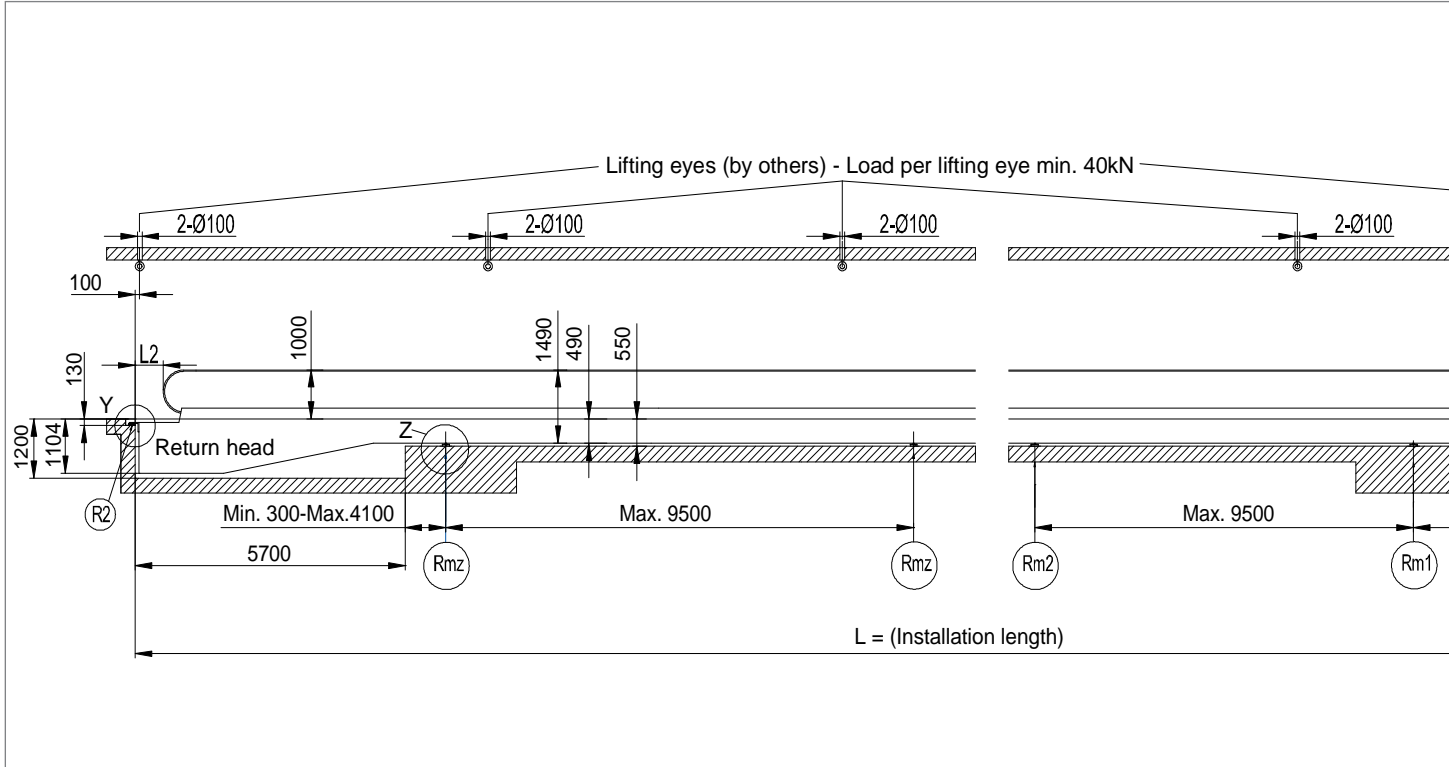 Lifting eyes (by others) - Load per lifting eye min. 40kN
2-Ø100 2-Ø100 2-Ø100 2-Ø100
100
L2
1000
1490
490
550
130
Y
Z
1200
1104
Return head
R2
Min. 300-Max.4100
Max. 9500
Max. 9500
5700
Rmz
Rmz
Rm2
Rm1
L = (Installation length)